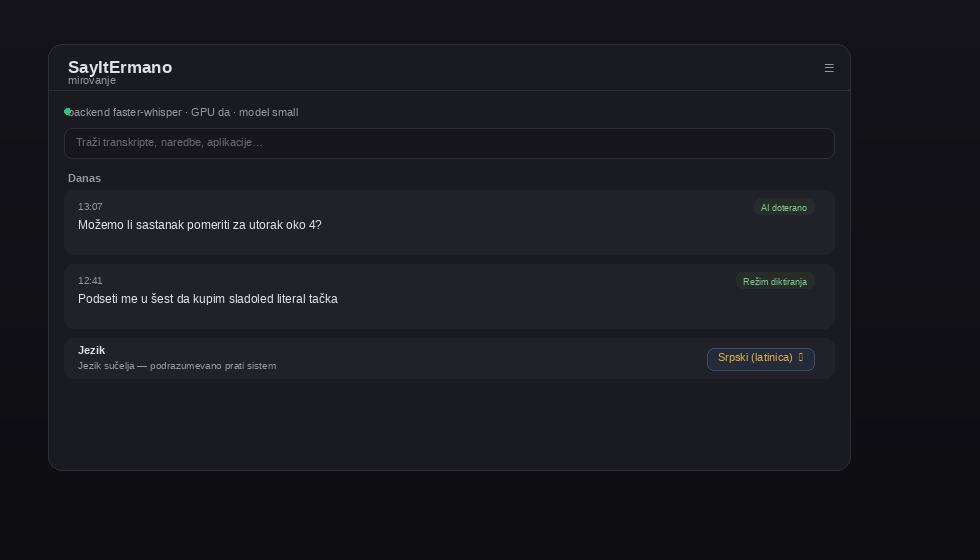 SayItErmano
mirovanje
backend faster-whisper · GPU da · model small
Traži transkripte, naredbe, aplikacije…
Danas
13:07
AI doterano
Možemo li sastanak pomeriti za utorak oko 4?
12:41
Režim diktiranja
Podseti me u šest da kupim sladoled literal tačka
Jezik
Jezik sučelja — podrazumevano prati sistem
Srpski (latinica)